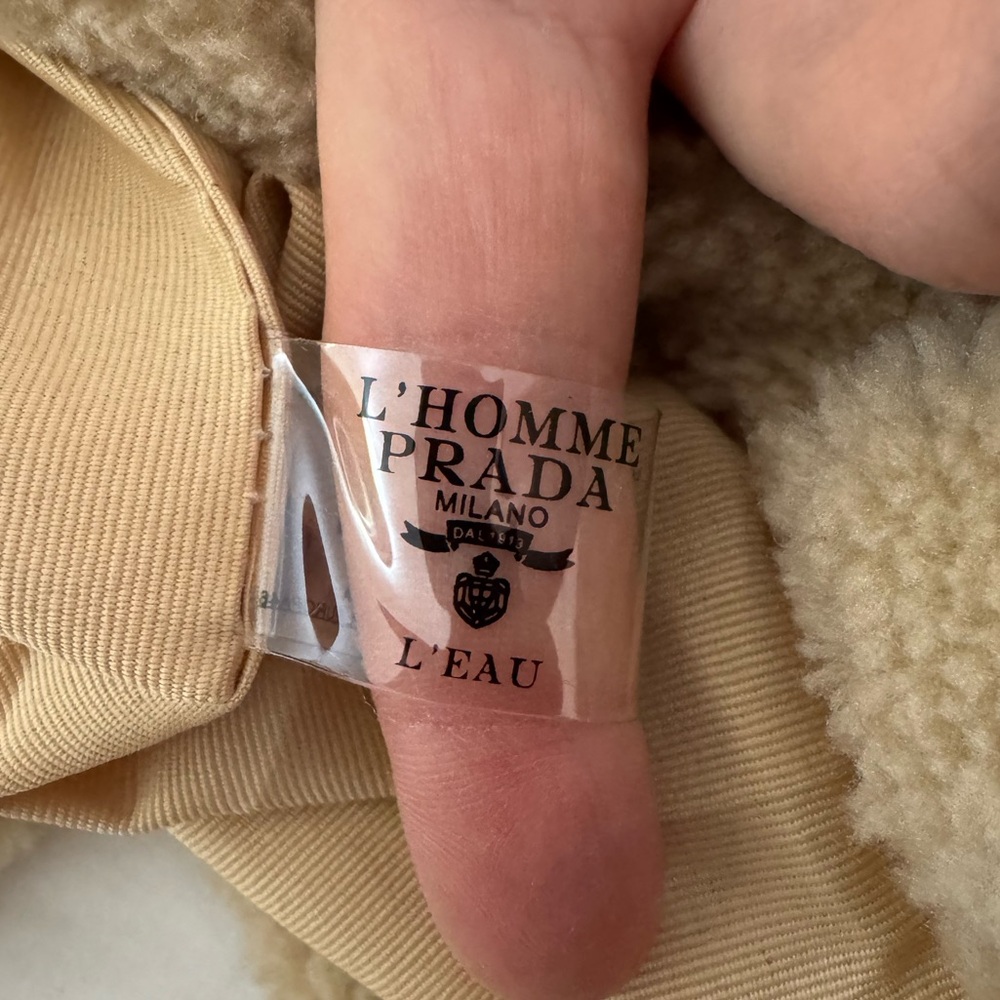 L'HOMME
PRADA
MILANO
DAL 1913
L'EAU